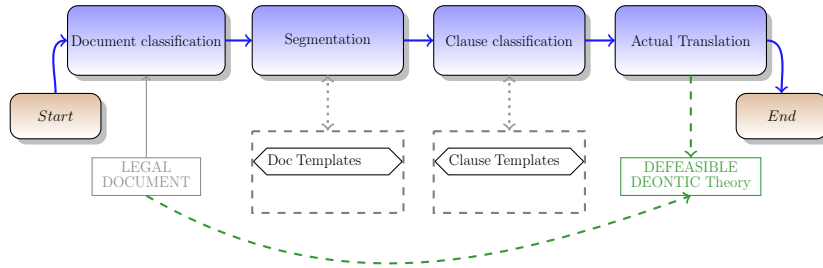 Document classification
Segmentation
Clause classification
Actual Translation
Start
End
LEGAL
DOCUMENT
Doc Templates
Clause Templates
DEFEASIBLE
DEONTIC Theory